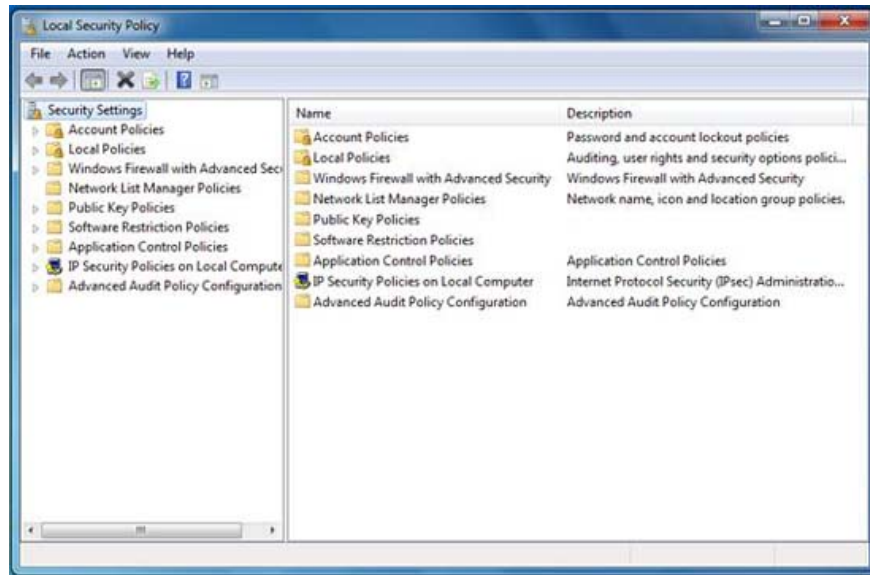 Local Security Policy
File Action View Help
Security Settings
Account Policies
Local Policies
Windows Firewall with Advanced Sec
Network List Manager Policies
Public Key Policies
Software Restriction Policies
Application Control Policies
IP Security Policies on Local Compute
Advanced Audit Policy Configuration
Name Description
Account Policies Password and account lockout policies
Local Policies Auditing, user rights and security options polici...
Windows Firewall with Advanced Security Windows Firewall with Advanced Security
Network List Manager Policies Network name, icon and location group policies.
Public Key Policies
Software Restriction Policies
Application Control Policies Application Control Policies
IP Security Policies on Local Computer Internet Protocol Security (IPsec) Administratio...
Advanced Audit Policy Configuration Advanced Audit Policy Configuration